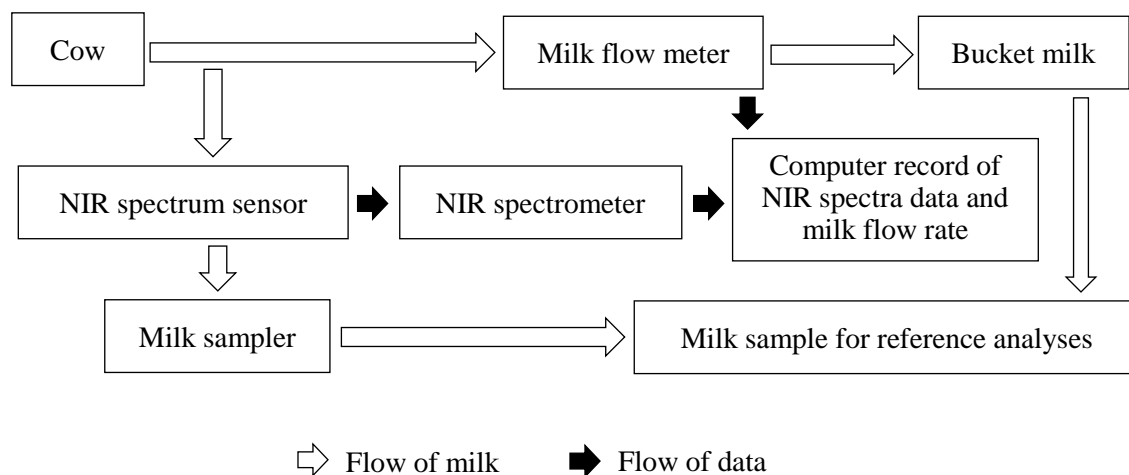 Cow
Milk flow meter
Bucket milk
NIR spectrum sensor
NIR spectrometer
Computer record of
NIR spectra data and
milk flow rate
Milk sampler
Milk sample for reference analyses
Flow of milk
Flow of data